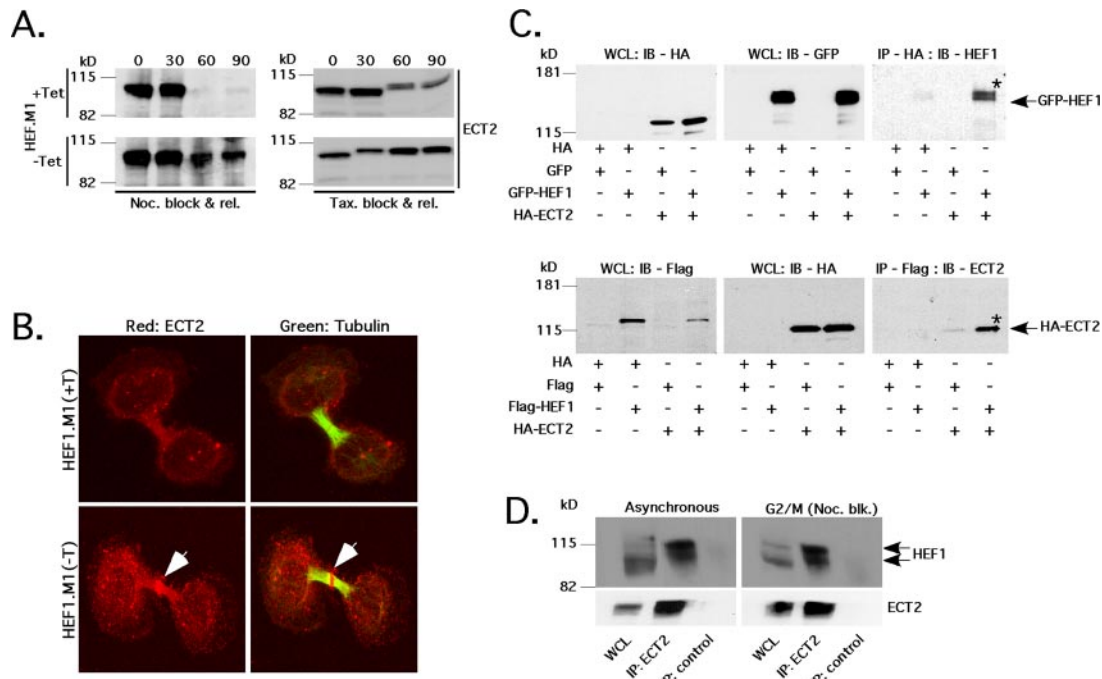 A.
kD 0 30 60 90 0 30 60 90
115
115
+Tet
82
82
HEF.M1
ECT2
115
115
-Tet
82
82
Noc. block & rel. Tax. block & rel.
B.
Red: ECT2 Green: Tubulin
HEF1.M1(+T)
HEF1.M1(-T)
C.
kD WCL: IB - HA WCL: IB - GFP IP - HA : IB - HEF1
181
*
GFP-HEF1
115
HA + + - - + + - - + + - -
GFP + - + - + - + - + - + -
GFP-HEF1 - + - + - + - + - + - +
HA-ECT2 - - + + - - + + - - + +
kD WCL: IB - Flag WCL: IB - HA IP - Flag : IB - ECT2
181
*
115
HA-ECT2
HA + + - - + + - - + + - -
Flag + - + - + - + - + - + -
Flag-HEF1 - + - + - + - + - + - +
HA-ECT2 - - + + - - + + - - + +
D.
kD Asynchronous G2/M (Noc. blk.)
115
HEF1
82
ECT2
WCL IP: ECT2 P: control WCL IP: ECT2 P: control